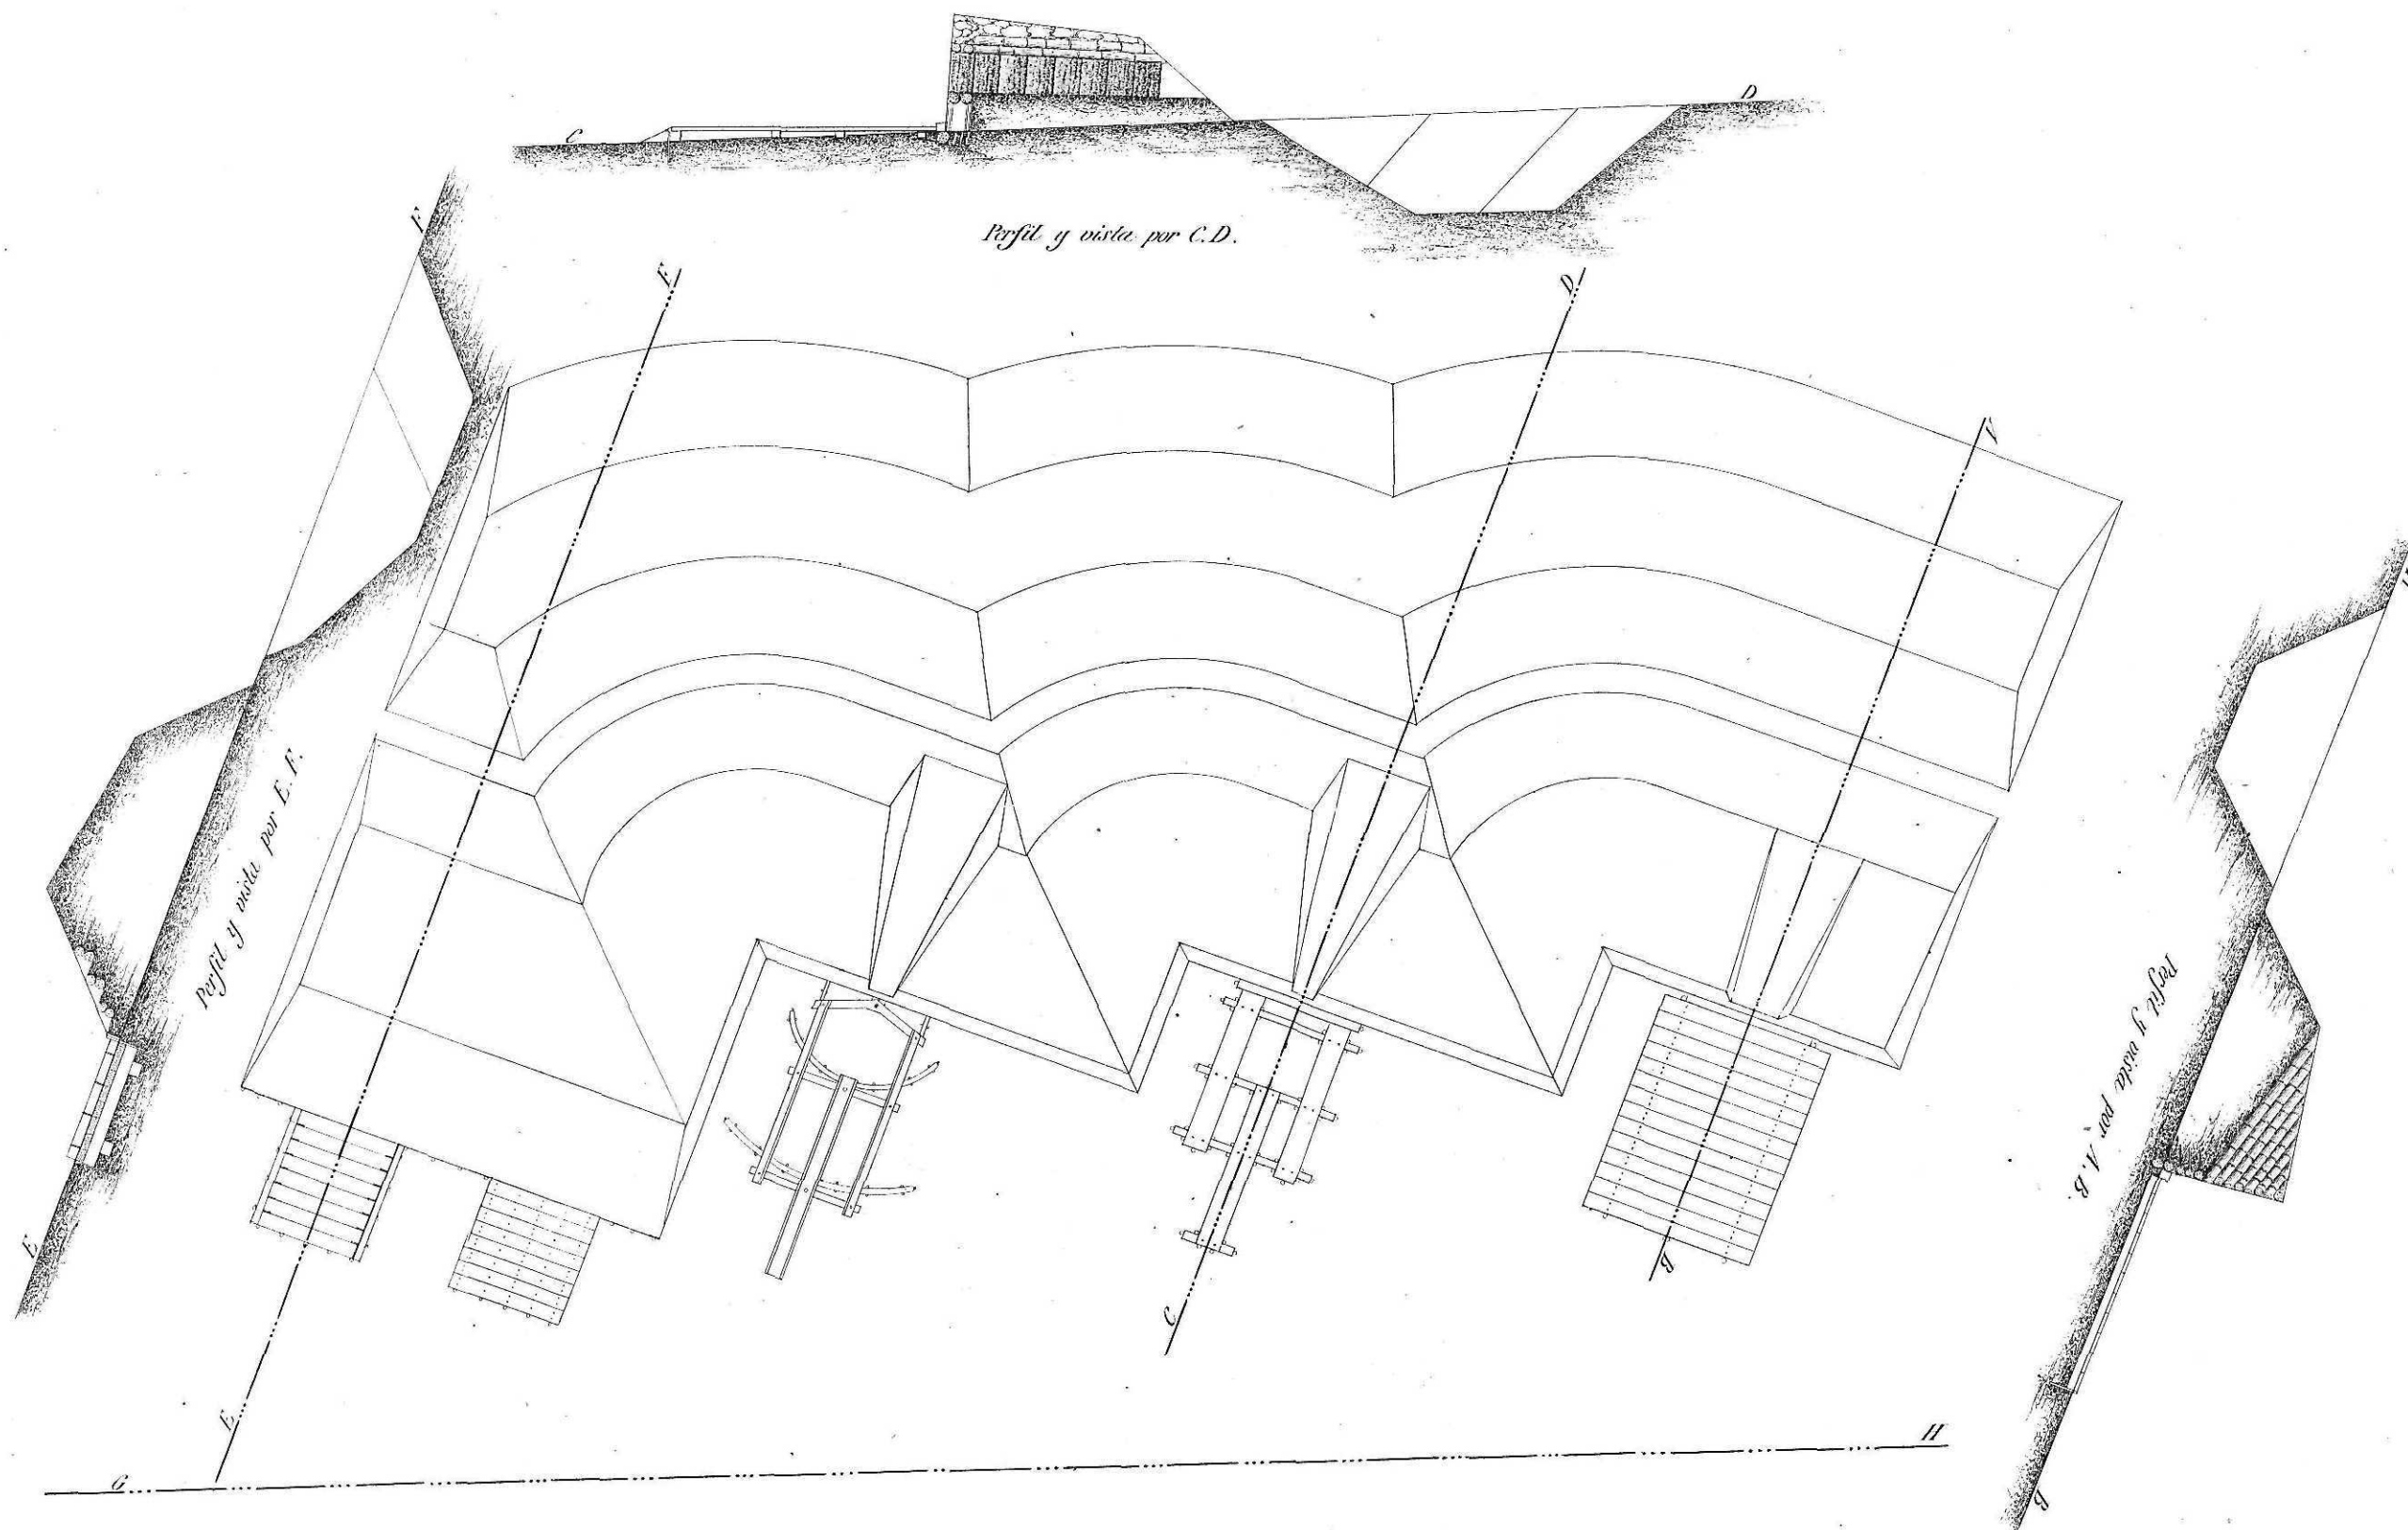 D
C
Perfil y vista por C.D.
F
F
D
A
Perfil y vista por E.F.
Perfil y vista por A.B.
E
B
C
E
H
G
B